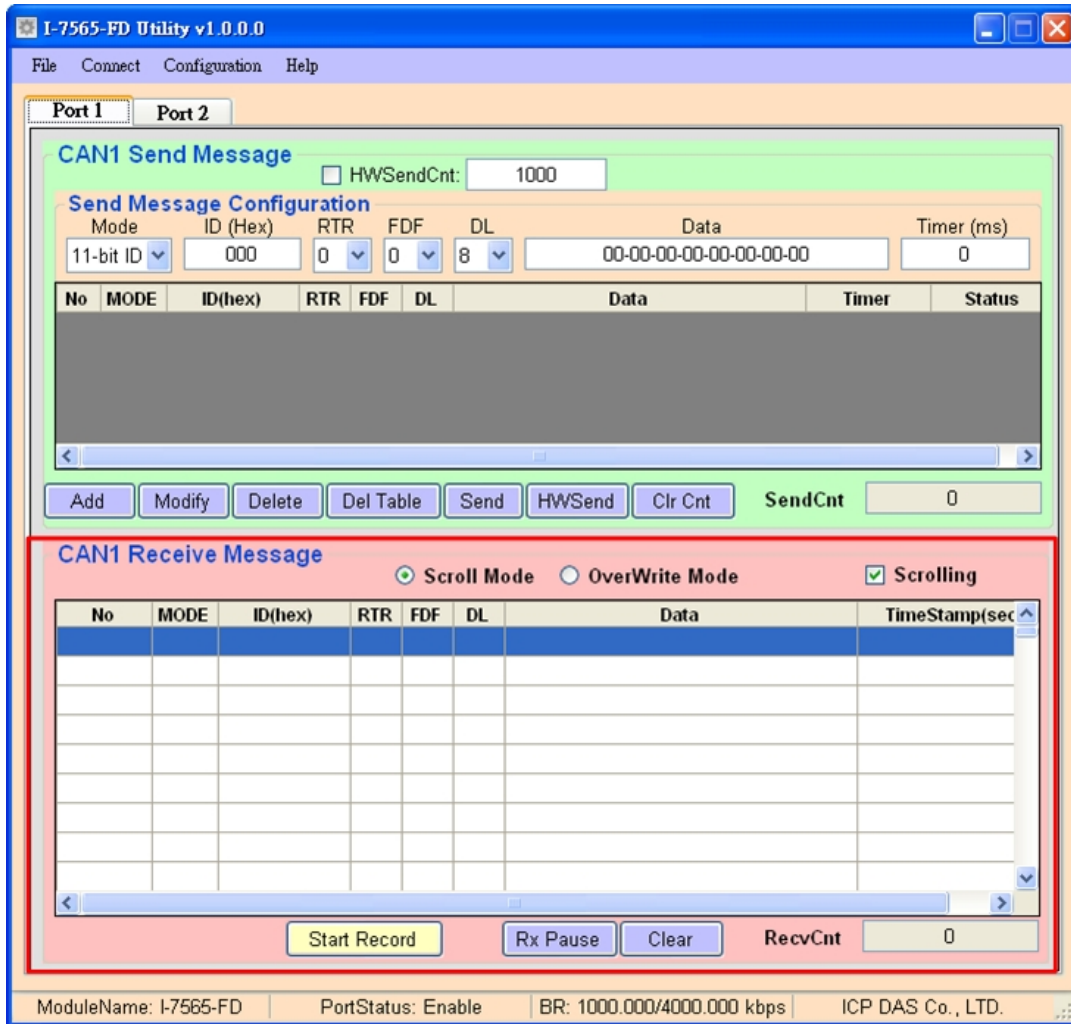 I-7565-FD Utility v1.0.0.0
File Connect Configuration Help
Port 1 Port 2
CAN1 Send Message
HWSendCnt: 1000
Send Message Configuration
Mode ID (Hex) RTR FDF DL Data Timer (ms)
11-bit ID 000 0 0 8 00-00-00-00-00-00-00-00 0
No MODE ID(hex) RTR FDF DL Data Timer Status
Add Modify Delete Del Table Send HWSend Clr Cnt SendCnt 0
CAN1 Receive Message
Scroll Mode OverWrite Mode Scrolling
No MODE ID(hex) RTR FDF DL Data TimeStamp(sec
Start Record Rx Pause Clear RecvCnt 0
ModuleName: I-7565-FD PortStatus: Enable BR: 1000.000/4000.000 kbps ICP DAS Co., LTD.